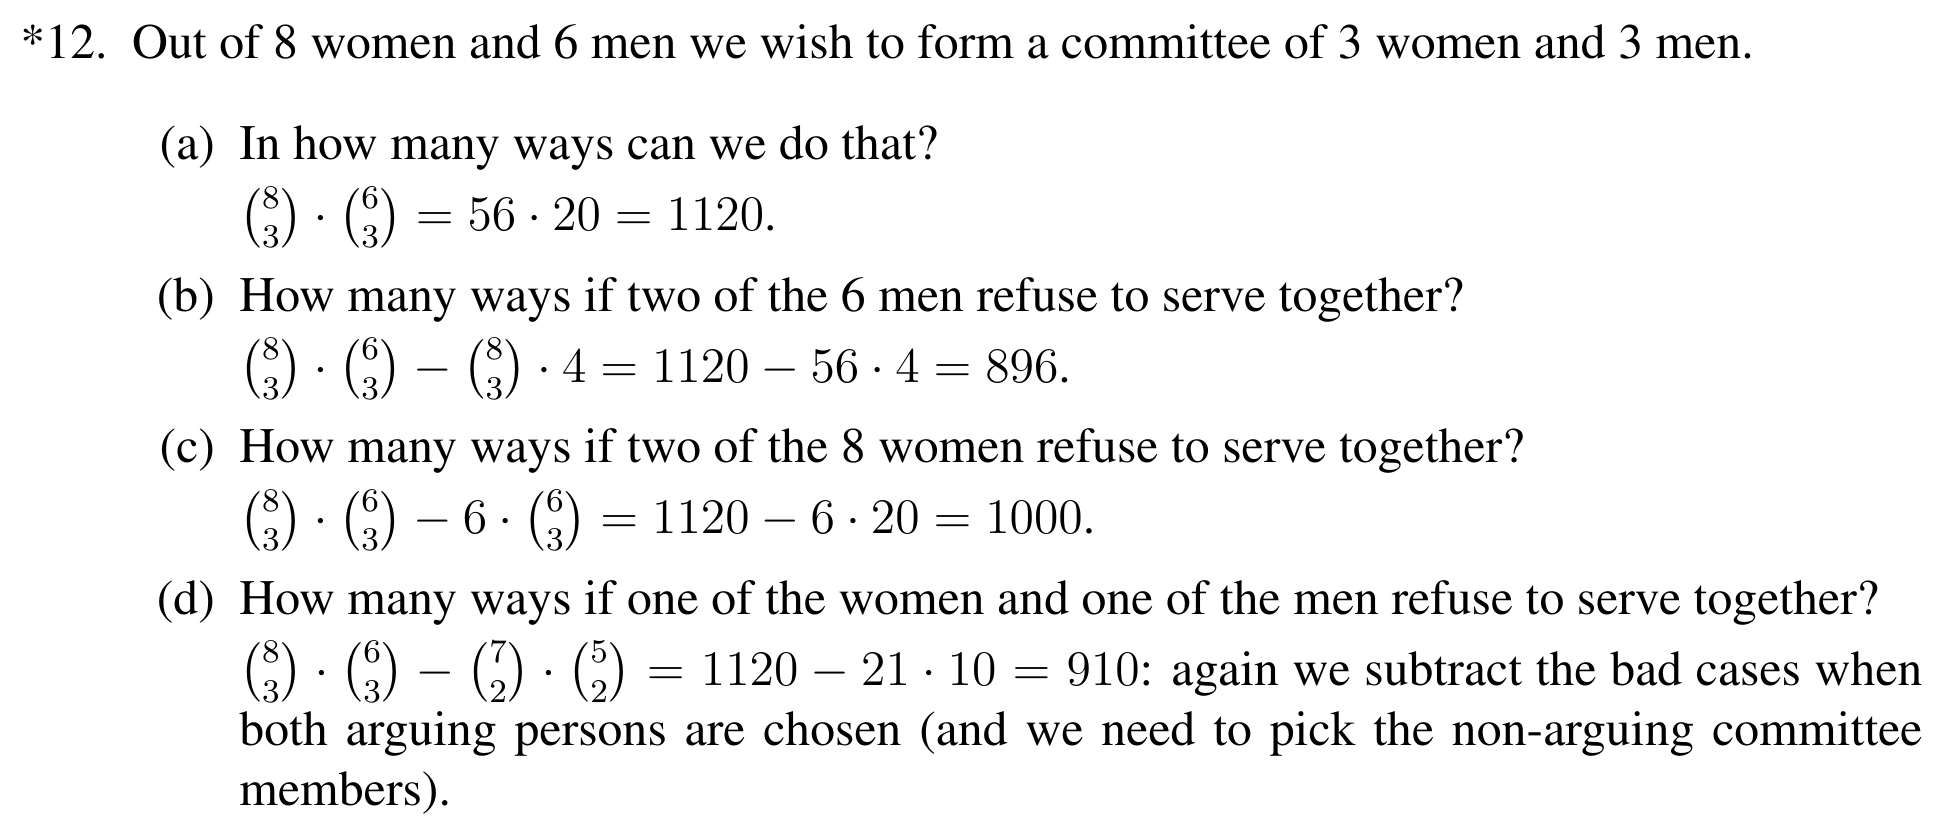 *12. Out of 8 women and 6 men we wish to form a committee of 3 women and 3 men.
(a) In how many ways can we do that?
$\binom{8}{3} \cdot \binom{6}{3} = 56 \cdot 20 = 1120.$
(b) How many ways if two of the 6 men refuse to serve together?
$\binom{8}{3} \cdot \binom{6}{3} - \binom{8}{3} \cdot 4 = 1120 - 56 \cdot 4 = 896.$
(c) How many ways if two of the 8 women refuse to serve together?
$\binom{8}{3} \cdot \binom{6}{3} - 6 \cdot \binom{6}{3} = 1120 - 6 \cdot 20 = 1000.$
(d) How many ways if one of the women and one of the men refuse to serve together?
$\binom{8}{3} \cdot \binom{6}{3} - \binom{7}{2} \cdot \binom{5}{2} = 1120 - 21 \cdot 10 = 910$: again we subtract the bad cases when
both arguing persons are chosen (and we need to pick the non-arguing committee
members).